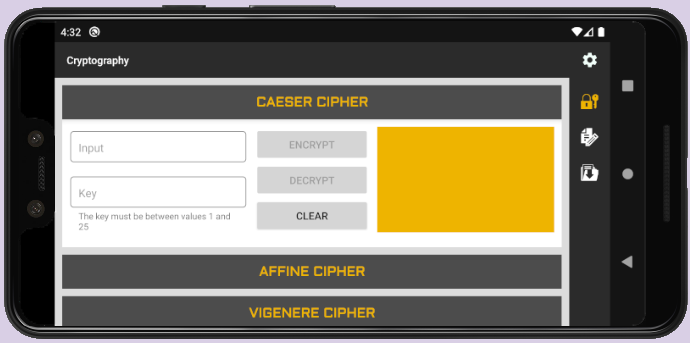 4:32
Cryptography
CAESER CIPHER
Input
ENCRYPT
Key
DECRYPT
The key must be between values 1 and
25
CLEAR
AFFINE CIPHER
VIGENERE CIPHER